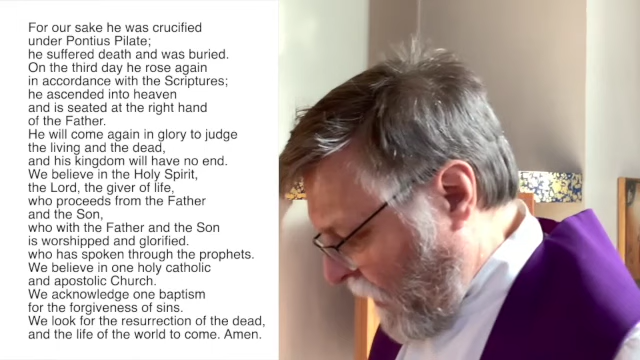 For our sake he was crucified
under Pontius Pilate;
he suffered death and was buried.
On the third day he rose again
in accordance with the Scriptures;
he ascended into heaven
and is seated at the right hand
of the Father.
He will come again in glory to judge
the living and the dead,
and his kingdom will have no end.
We believe in the Holy Spirit,
the Lord, the giver of life,
who proceeds from the Father
and the Son,
who with the Father and the Son
is worshipped and glorified.
who has spoken through the prophets.
We believe in one holy catholic
and apostolic Church.
We acknowledge one baptism
for the forgiveness of sins.
We look for the resurrection of the dead,
and the life of the world to come. Amen.